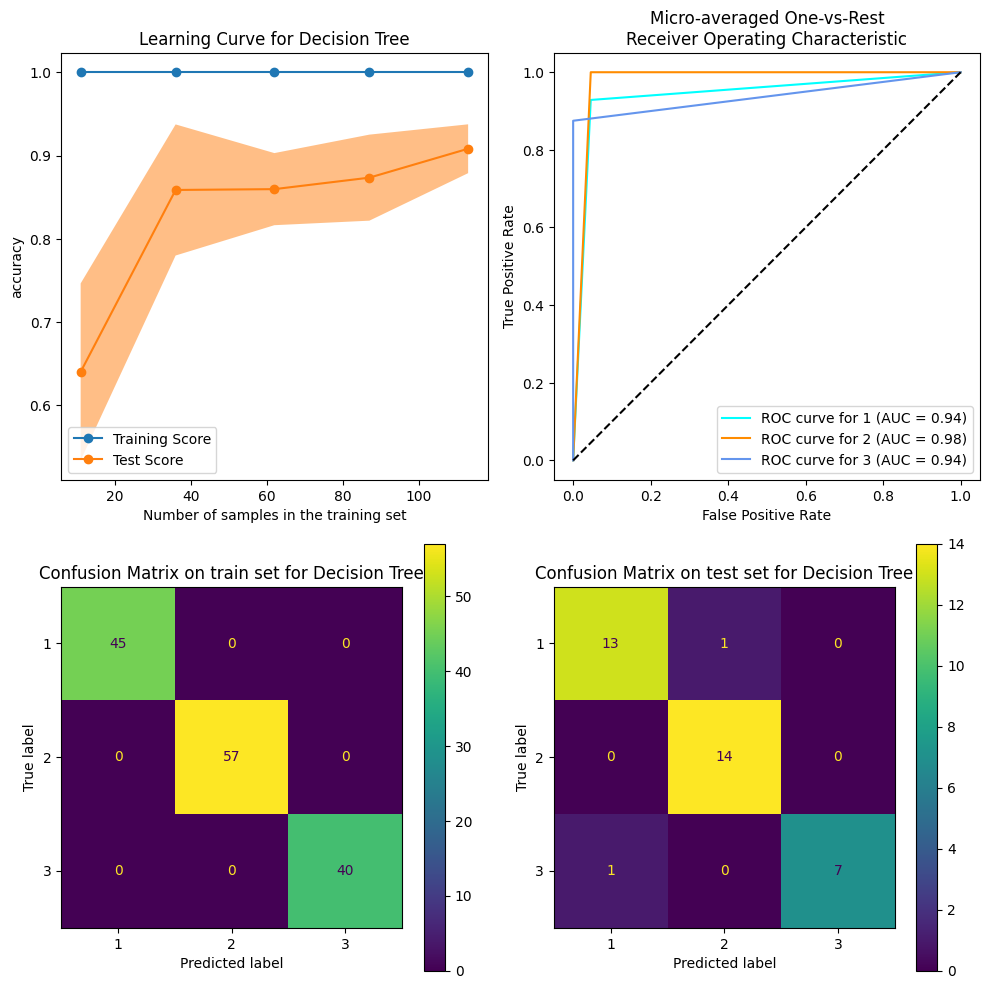 Learning Curve for Decision Tree
1.0
0.9
0.8
0.7
0.6
accuracy
20 40 60 80 100
Number of samples in the training set
Training Score
Test Score
Micro-averaged One-vs-Rest
Receiver Operating Characteristic
1.0
0.8
0.6
0.4
0.2
0.0
True Positive Rate
0.0 0.2 0.4 0.6 0.8 1.0
False Positive Rate
ROC curve for 1 (AUC = 0.94)
ROC curve for 2 (AUC = 0.98)
ROC curve for 3 (AUC = 0.94)
Confusion Matrix on train set for Decision Tree
1 45 0 0
2 0 57 0
3 0 0 40
True label
1 2 3
Predicted label
50
40
30
20
10
0
Confusion Matrix on test set for Decision Tree
1 13 1 0
2 0 14 0
3 1 0 7
True label
1 2 3
Predicted label
14
12
10
8
6
4
2
0